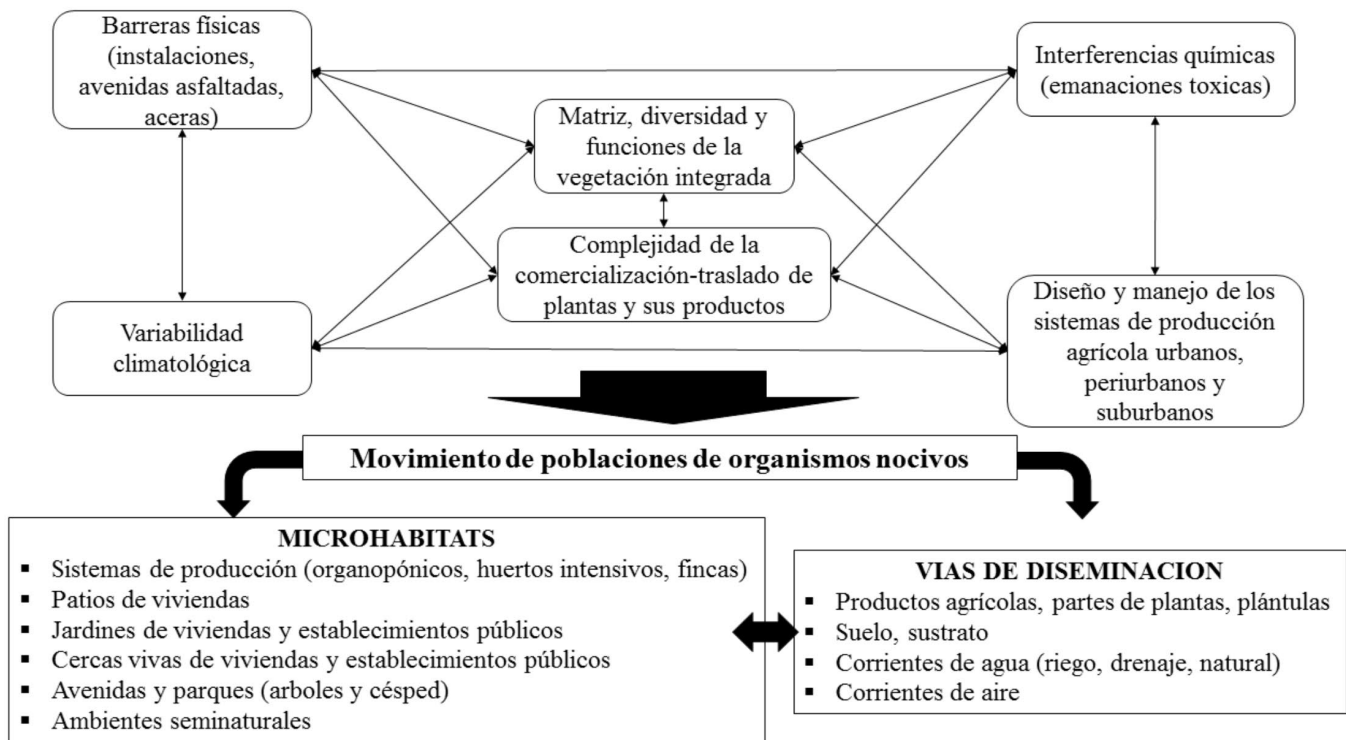 Barreras físicas
(instalaciones,
avenidas asfaltadas,
aceras)
Interferencias químicas
(emanaciones toxicas)
Matriz, diversidad y
funciones de la
vegetación integrada
Complejidad de la
comercialización-traslado de
plantas y sus productos
Variabilidad
climatológica
Diseño y manejo de los
sistemas de producción
agrícola urbanos,
periurbanos y
suburbanos
Movimiento de poblaciones de organismos nocivos
MICROHABITATS
▪ Sistemas de producción (organopónicos, huertos intensivos, fincas)
▪ Patios de viviendas
▪ Jardines de viviendas y establecimientos públicos
▪ Cercas vivas de viviendas y establecimientos públicos
▪ Avenidas y parques (arboles y césped)
▪ Ambientes seminaturales
VIAS DE DISEMINACION
▪ Productos agrícolas, partes de plantas, plántulas
▪ Suelo, sustrato
▪ Corrientes de agua (riego, drenaje, natural)
▪ Corrientes de aire